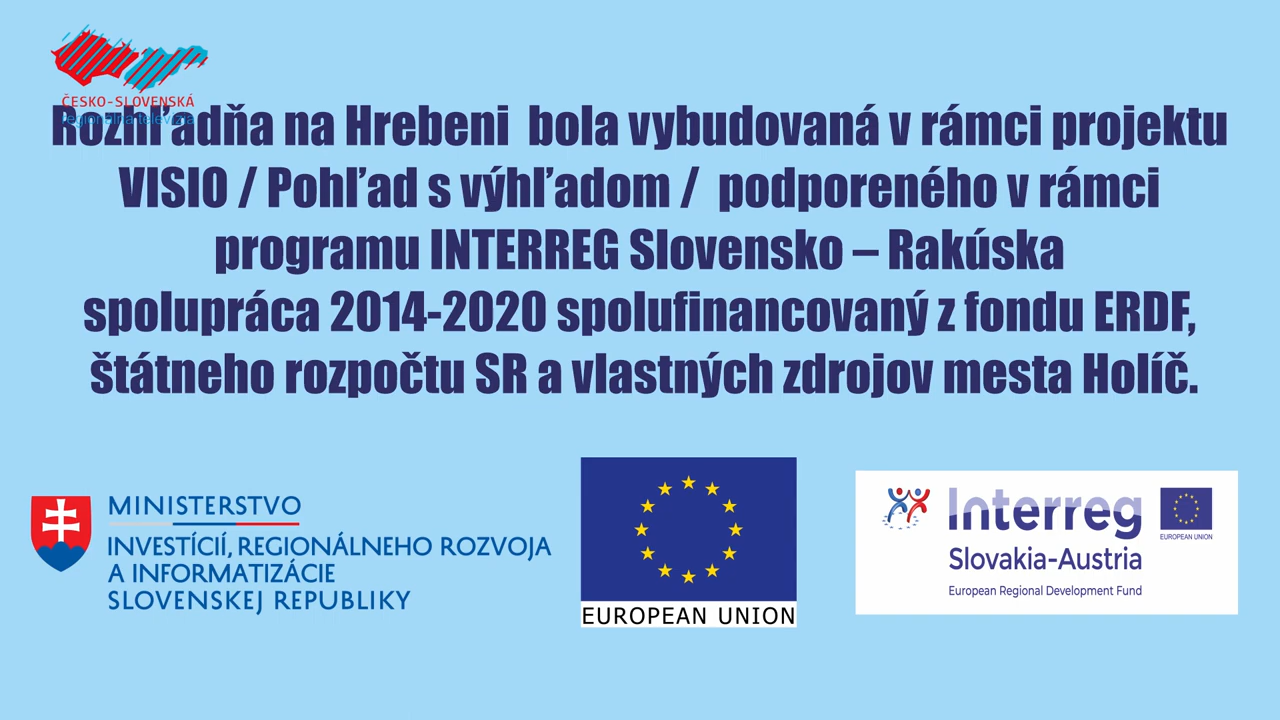 ČESKO-SLOVENSKÁ
regionálna televízia
Rozhľadňa na Hrebeni bola vybudovaná v rámci projektu
VISIO / Pohľad s výhľadom / podporeného v rámci
programu INTERREG Slovensko – Rakúska
spolupráca 2014-2020 spolufinancovaný z fondu ERDF,
štátneho rozpočtu SR a vlastných zdrojov mesta Holíč.
MINISTERSTVO
INVESTÍCIÍ, REGIONÁLNEHO ROZVOJA
A INFORMATIZÁCIE
SLOVENSKEJ REPUBLIKY
EUROPEAN UNION
Interreg
EUROPEAN UNION
Slovakia-Austria
European Regional Development Fund